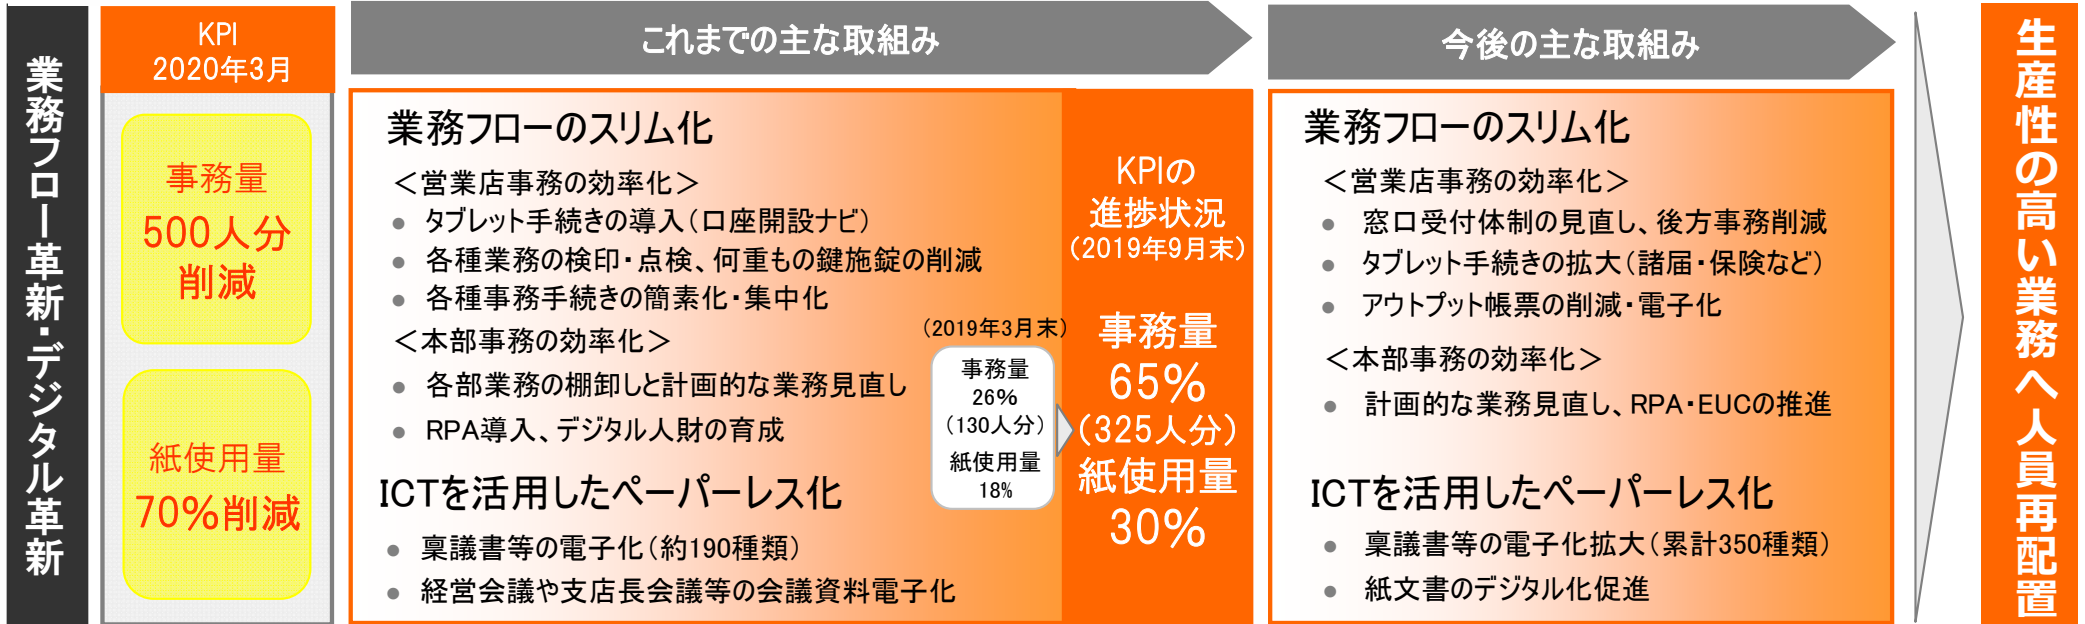 業務フロー革新・デジタル革新
KPI
2020年3月
事務量
500人分
削減
紙使用量
70%削減
これまでの主な取組み
業務フローのスリム化
＜営業店事務の効率化＞
● タブレット手続きの導入（口座開設ナビ）
● 各種業務の検印・点検、何重もの鍵施錠の削減
● 各種事務手続きの簡素化・集中化
＜本部事務の効率化＞
● 各部業務の棚卸しと計画的な業務見直し
● RPA導入、デジタル人財の育成
ICTを活用したペーパーレス化
● 稟議書等の電子化（約190種類）
● 経営会議や支店長会議等の会議資料電子化
（2019年3月末）
事務量
26%
（130人分）
紙使用量
18%
KPIの
進捗状況
（2019年9月末）
事務量
65%
（325人分）
紙使用量
30%
今後の主な取組み
業務フローのスリム化
＜営業店事務の効率化＞
● 窓口受付体制の見直し、後方事務削減
● タブレット手続きの拡大（諸届・保険など）
● アウトプット帳票の削減・電子化
＜本部事務の効率化＞
● 計画的な業務見直し、RPA・EUCの推進
ICTを活用したペーパーレス化
● 稟議書等の電子化拡大（累計350種類）
● 紙文書のデジタル化促進
生産性の高い業務へ人員再配置